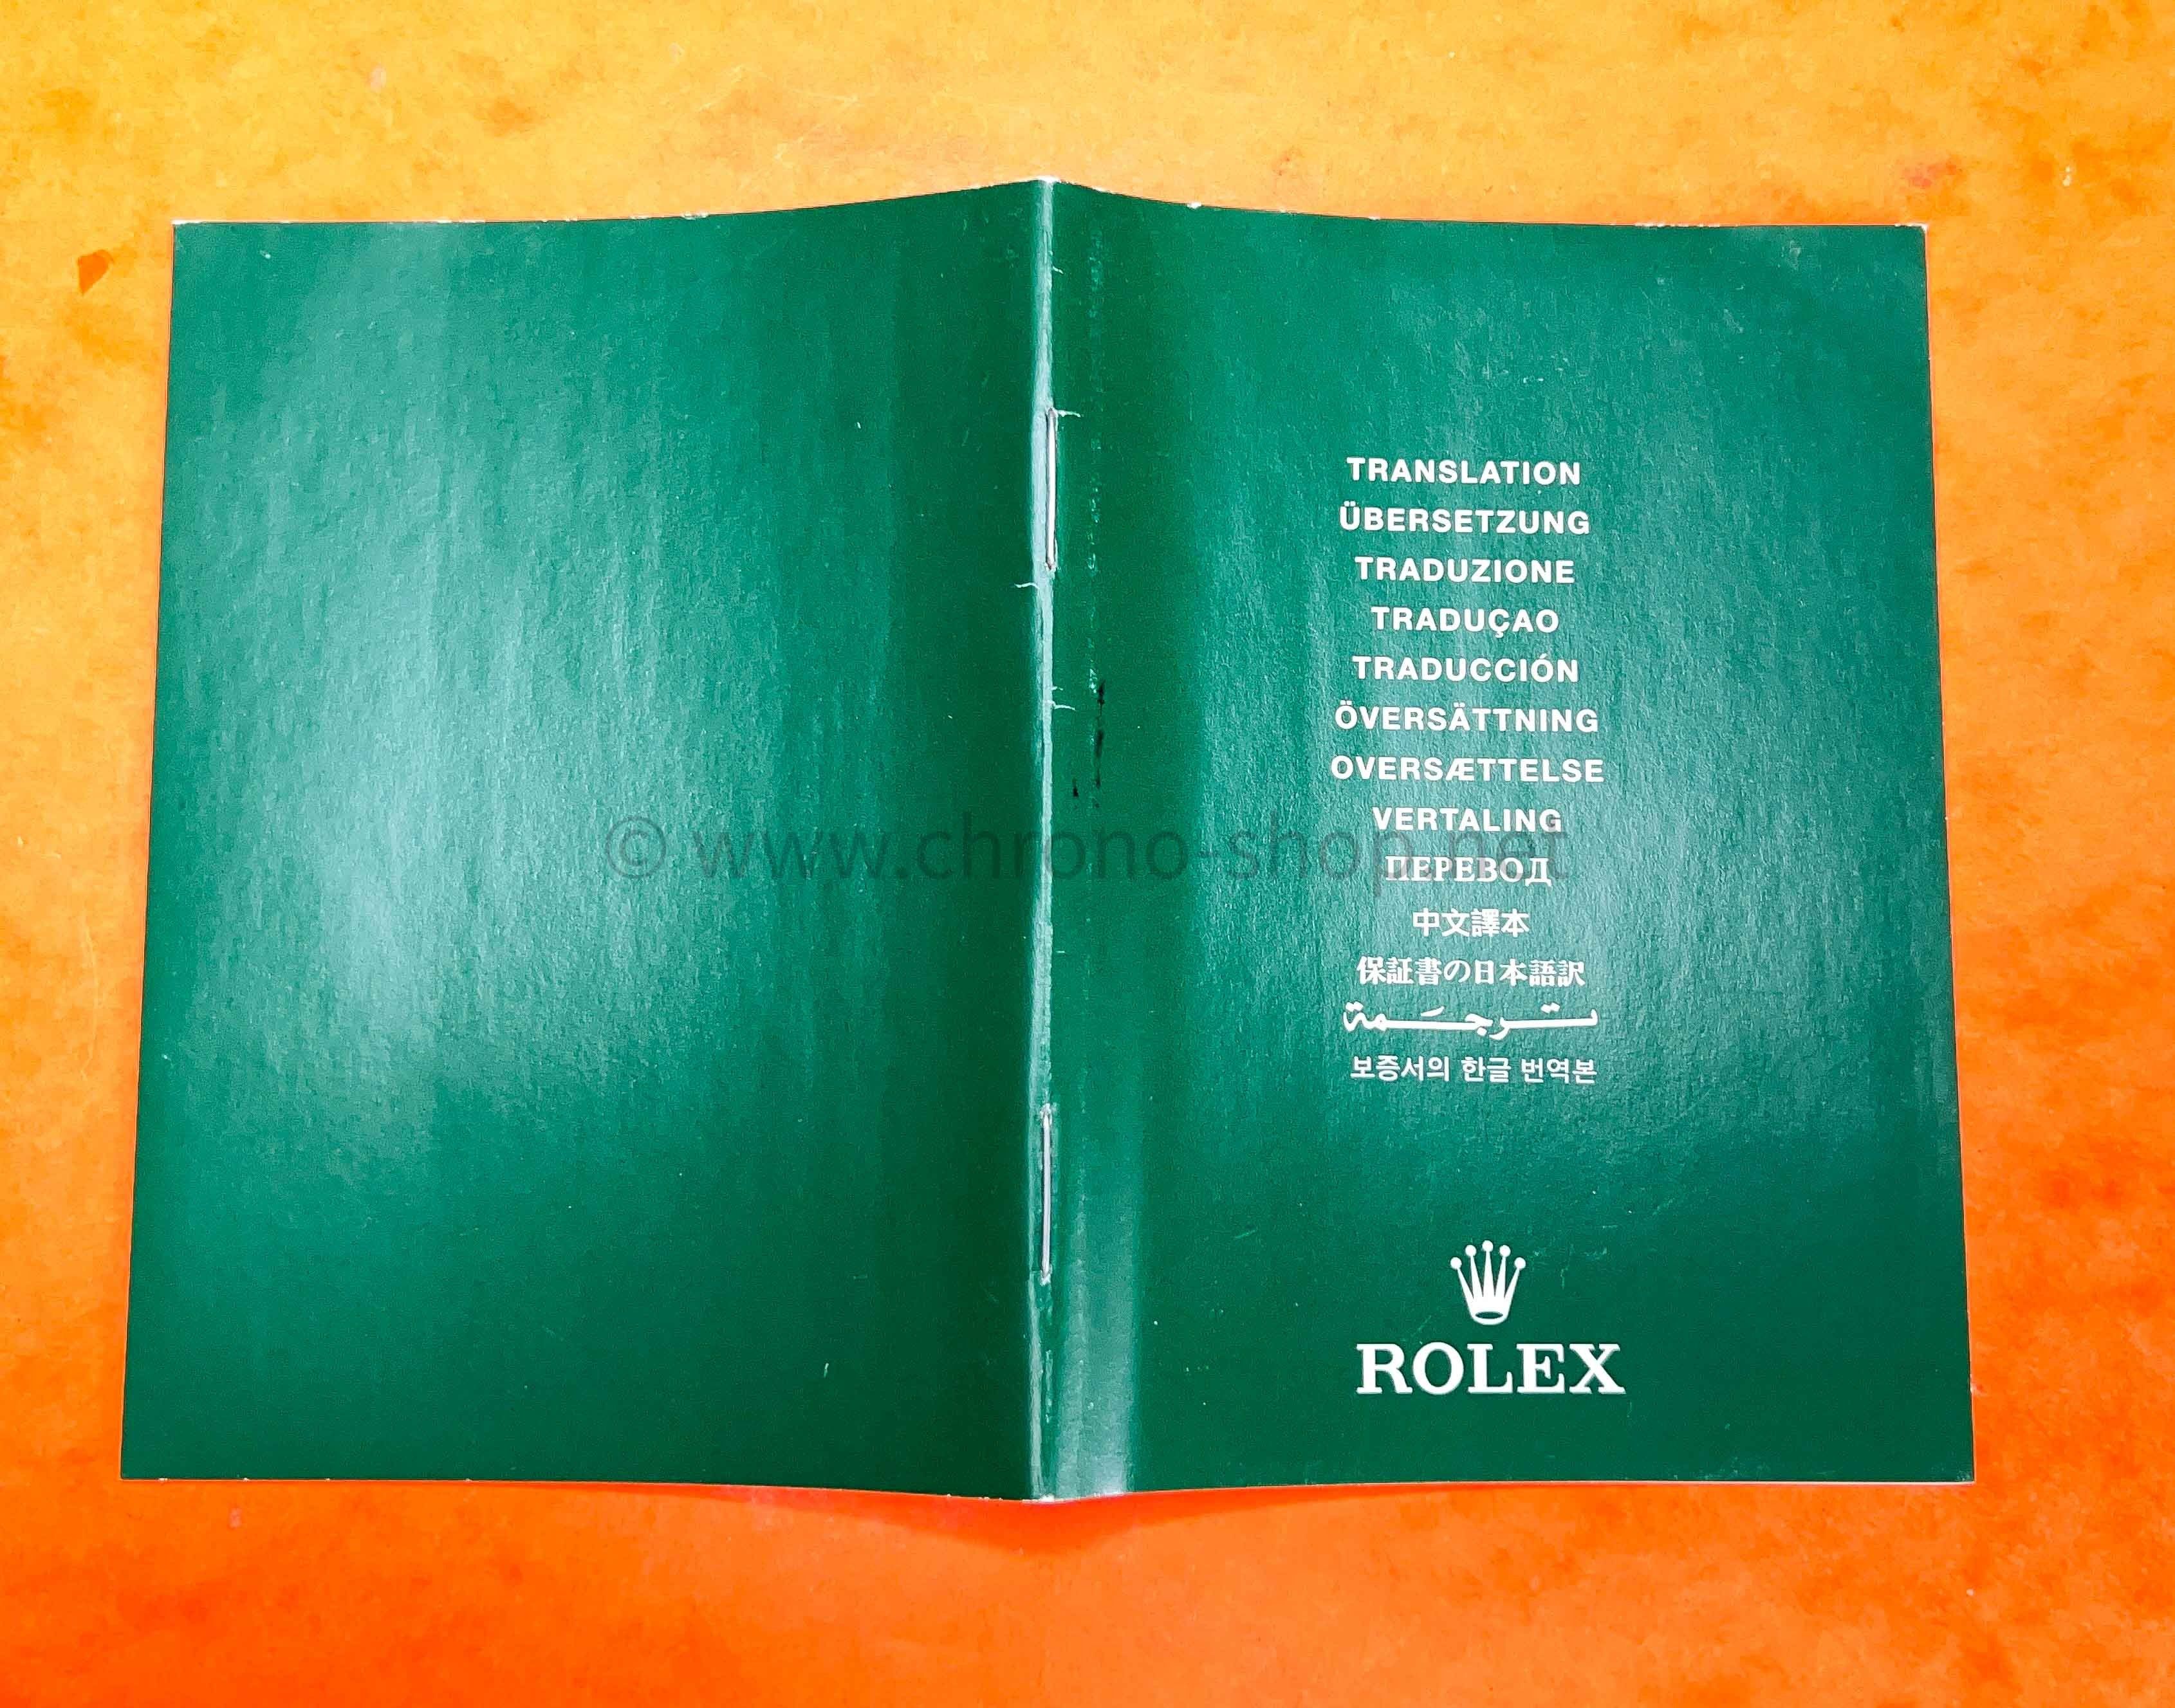 TRANSLATION
ÜBERSETZUNG
TRADUZIONE
TRADUÇAO
TRADUCCIÓN
ÖVERSÄTTNING
OVERSÆTTELSE
VERTALING
© www.chrono-shop.net
ПЕРЕВОД
中文譯本
保証書の日本語訳
ترجمة
보증서의 한글 번역본
ROLEX